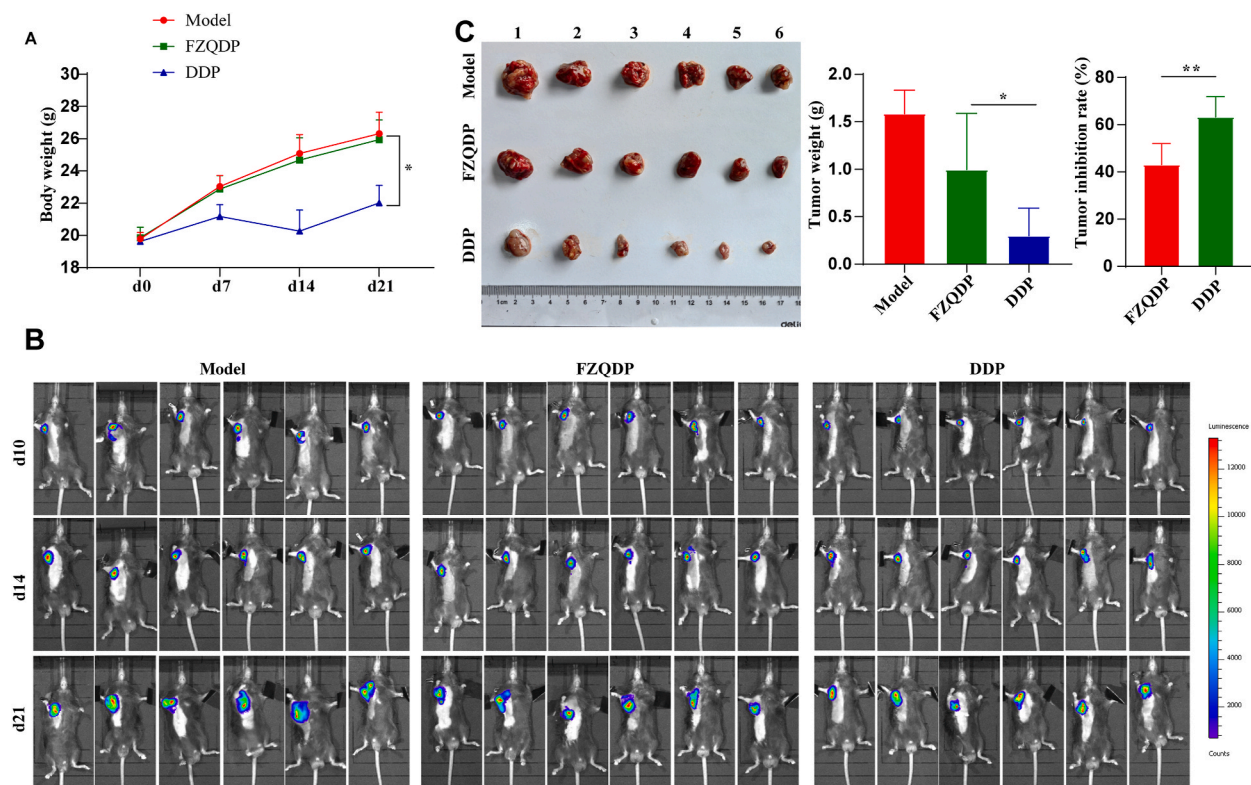 A
Model
FZQDP
DDP
Body weight (g)
30
28
26
24
22
20
18
d0
d7
d14
d21
*
C
1
2
3
4
5
6
Model
FZQDP
DDP
Tumor weight (g)
2.0
1.5
1.0
0.5
0.0
*
Model
FZQDP
DDP
Tumor inhibition rate (%)
80
60
40
20
0
**
FZQDP
DDP
B
Model
FZQDP
DDP
d10
d14
d21
Luminescence
12000
10000
8000
6000
4000
2000
Counts